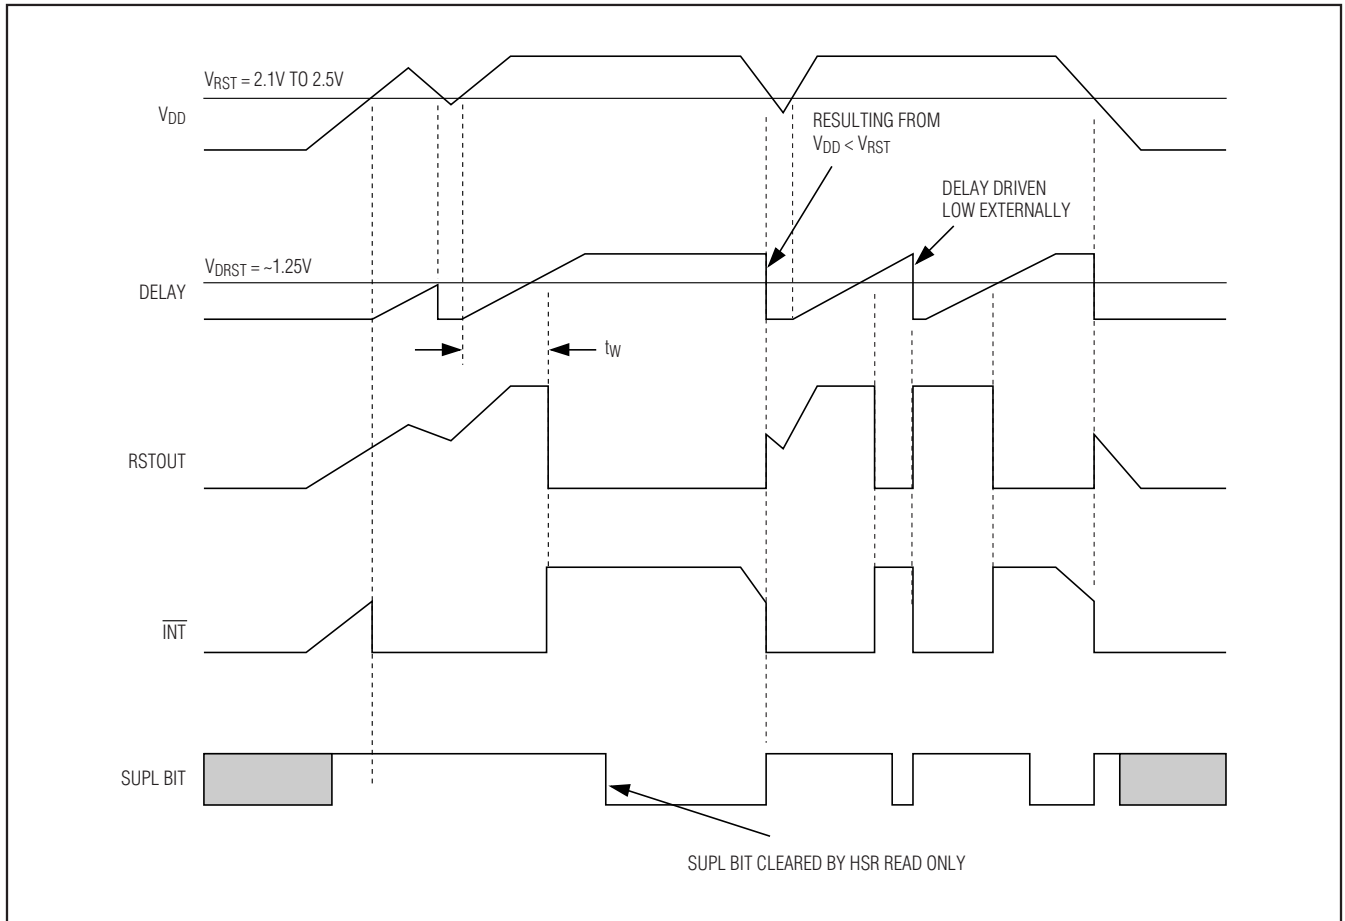 VRST = 2.1V TO 2.5V
VDD
RESULTING FROM
VDD < VRST
DELAY DRIVEN
LOW EXTERNALLY
VDRST = ~1.25V
DELAY
tW
RSTOUT
INT
SUPL BIT
SUPL BIT CLEARED BY HSR READ ONLY